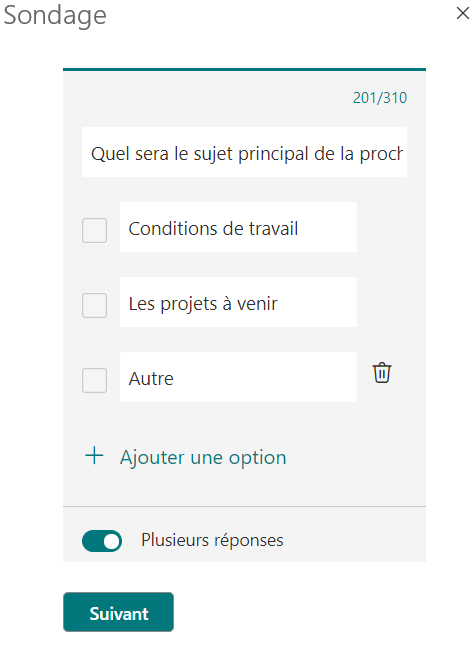 Sondage
201/310
Quel sera le sujet principal de la proch
Conditions de travail
Les projets à venir
Autre
Ajouter une option
Plusieurs réponses
Suivant